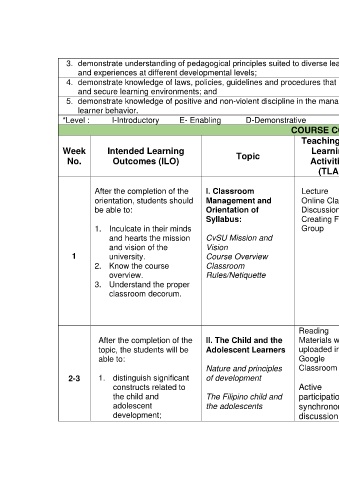 3. demonstrate understanding of pedagogical principles suited to diverse lea
and experiences at different developmental levels;
4. demonstrate knowledge of laws, policies, guidelines and procedures that
and secure learning environments; and
5. demonstrate knowledge of positive and non-violent discipline in the mana
learner behavior.
*Level : I-Introductory E- Enabling D-Demonstrative
COURSE CO
Week
No.
Intended Learning
Outcomes (ILO)
Topic
Teaching
Learni
Activiti
(TLA
1
After the completion of the
orientation, students should
be able to:
1. Inculcate in their minds
and hearts the mission
and vision of the
university.
2. Know the course
overview.
3. Understand the proper
classroom decorum.
I. Classroom
Management and
Orientation of
Syllabus:
CvSU Mission and
Vision
Course Overview
Classroom
Rules/Netiquette
Lecture
Online Cla
Discussion
Creating F
Group
2-3
After the completion of the
topic, the students will be
able to:
1. distinguish significant
constructs related to
the child and
adolescent
development;
II. The Child and the
Adolescent Learners
Nature and principles
of development
The Filipino child and
the adolescents
Reading
Materials w
uploaded in
Google
Classroom
Active
participatio
synchrono
discussion